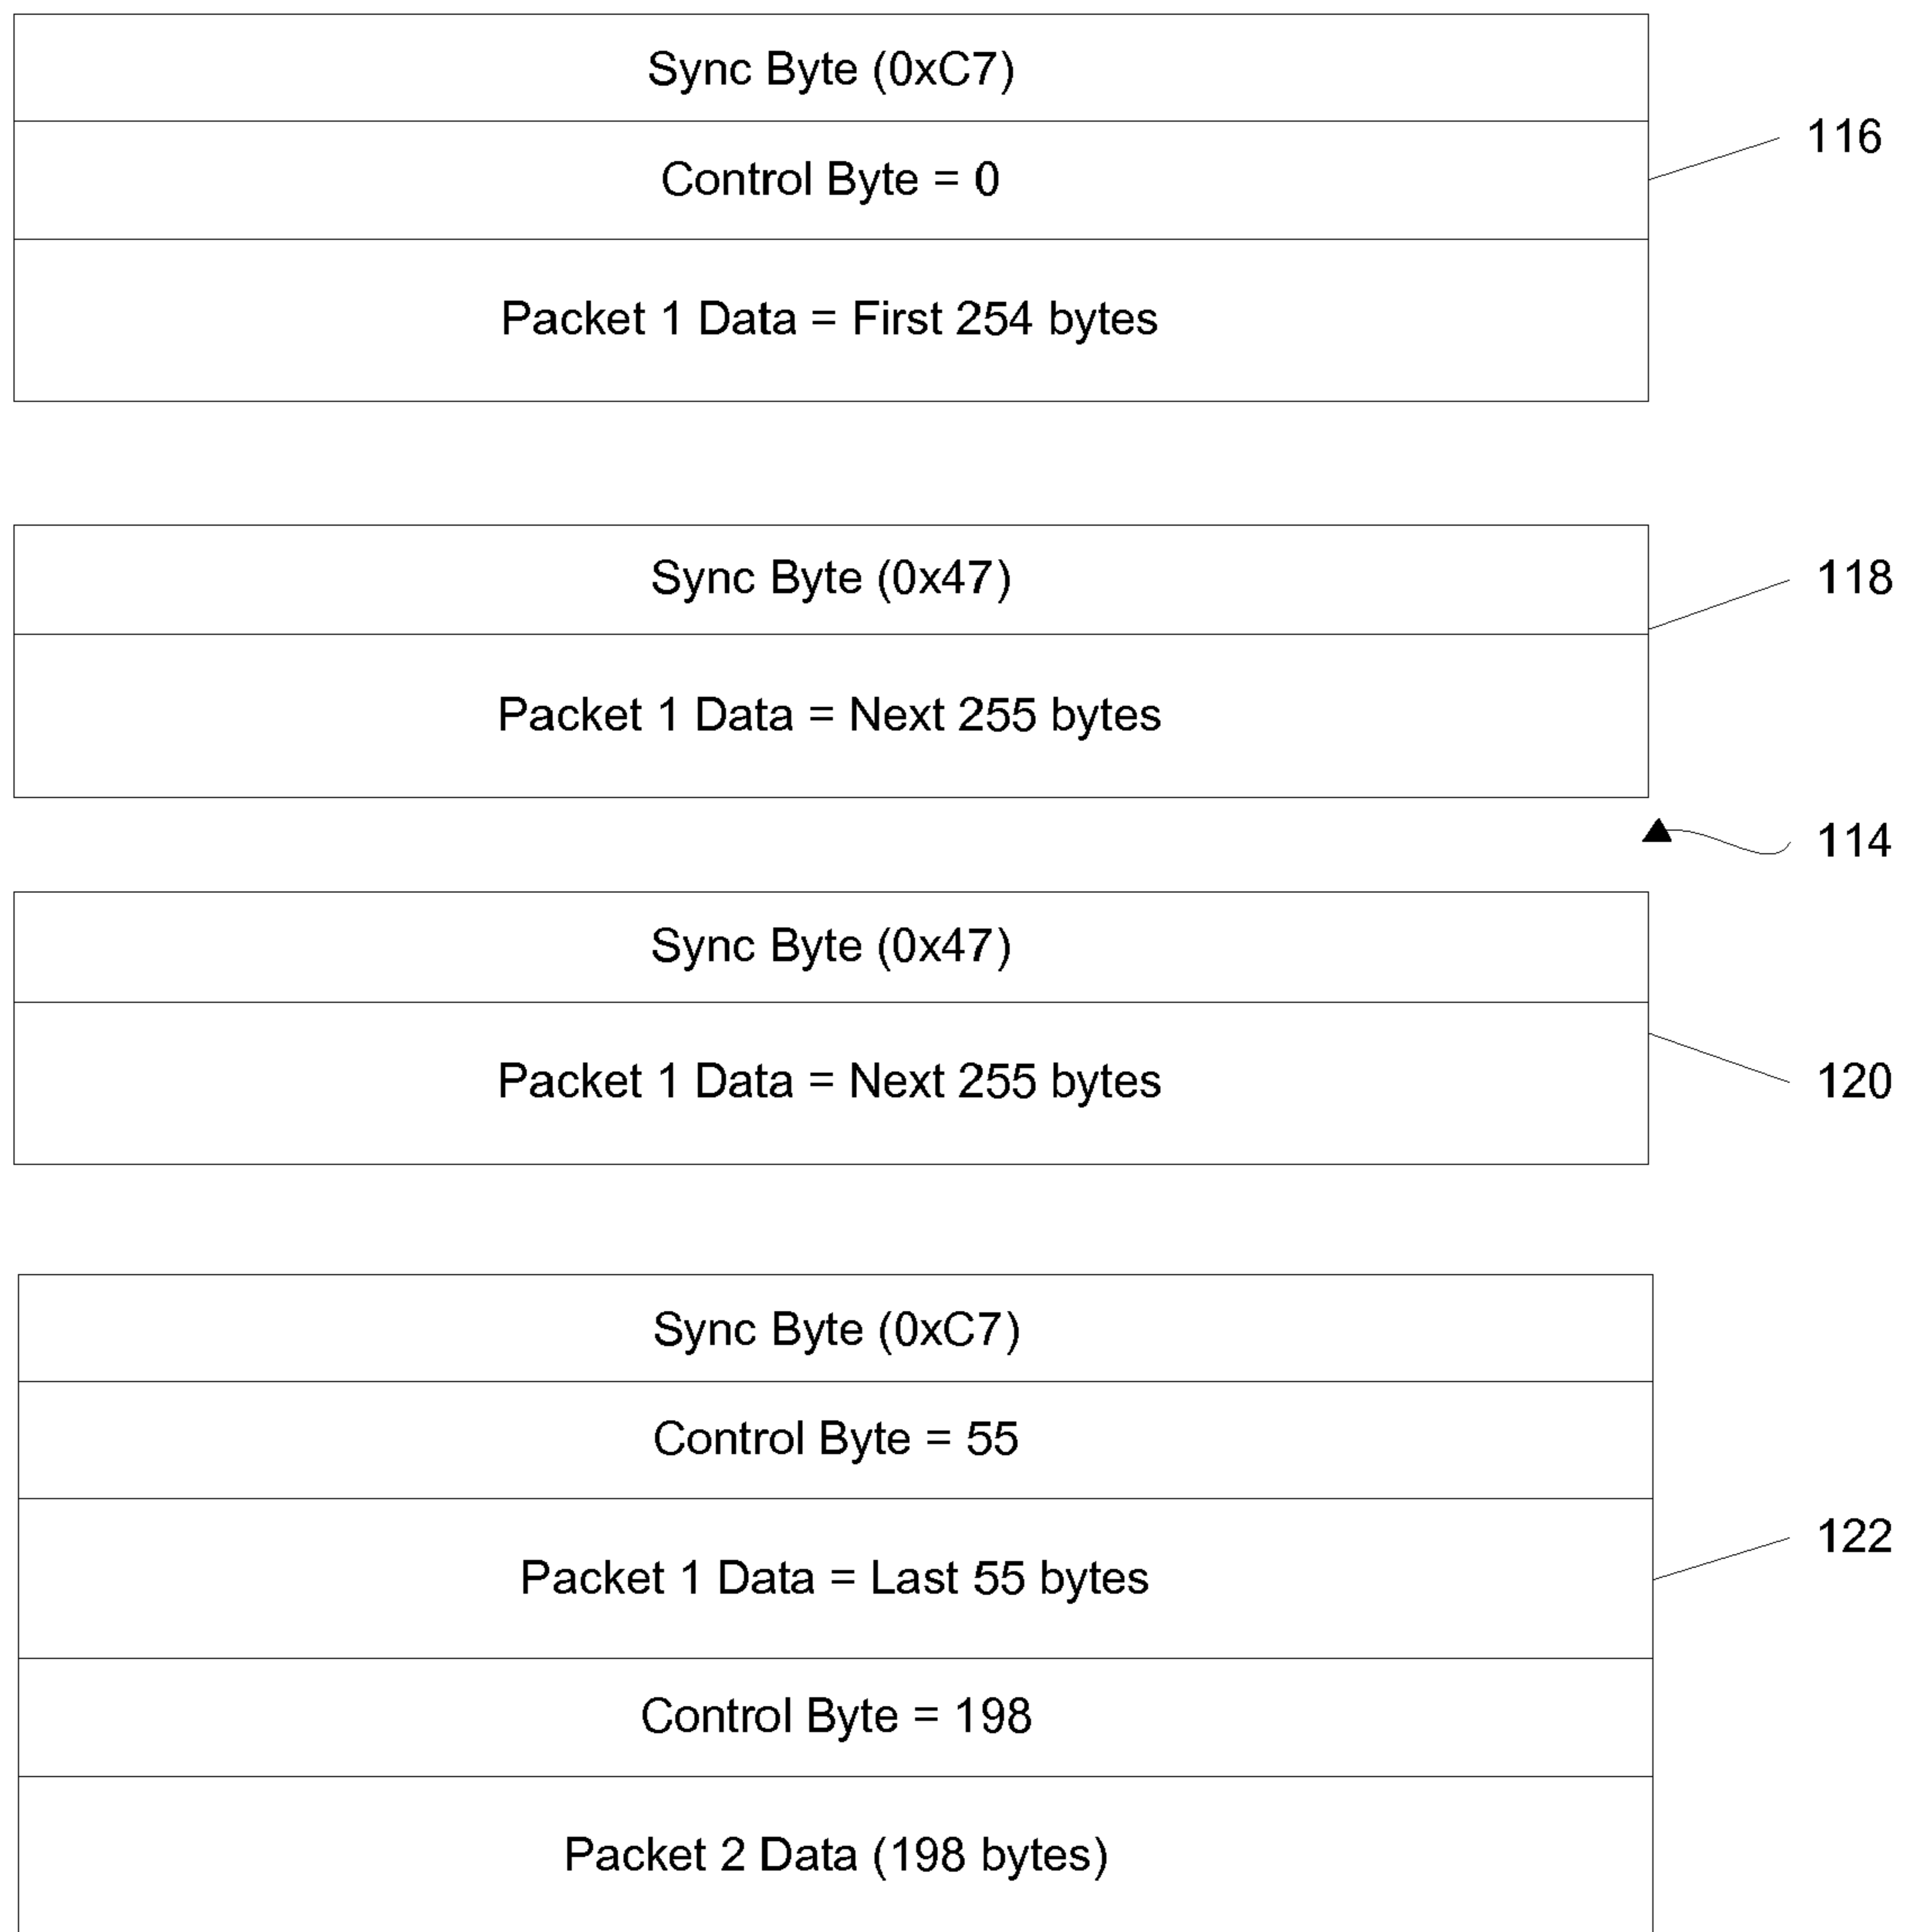 Sync Byte (0xC7)
116
Control Byte = 0
Packet 1 Data = First 254 bytes
Sync Byte (0x47)
118
Packet 1 Data = Next 255 bytes
114
Sync Byte (0x47)
Packet 1 Data = Next 255 bytes
120
Sync Byte (0xC7)
Control Byte = 55
122
Packet 1 Data = Last 55 bytes
Control Byte = 198
Packet 2 Data (198 bytes)